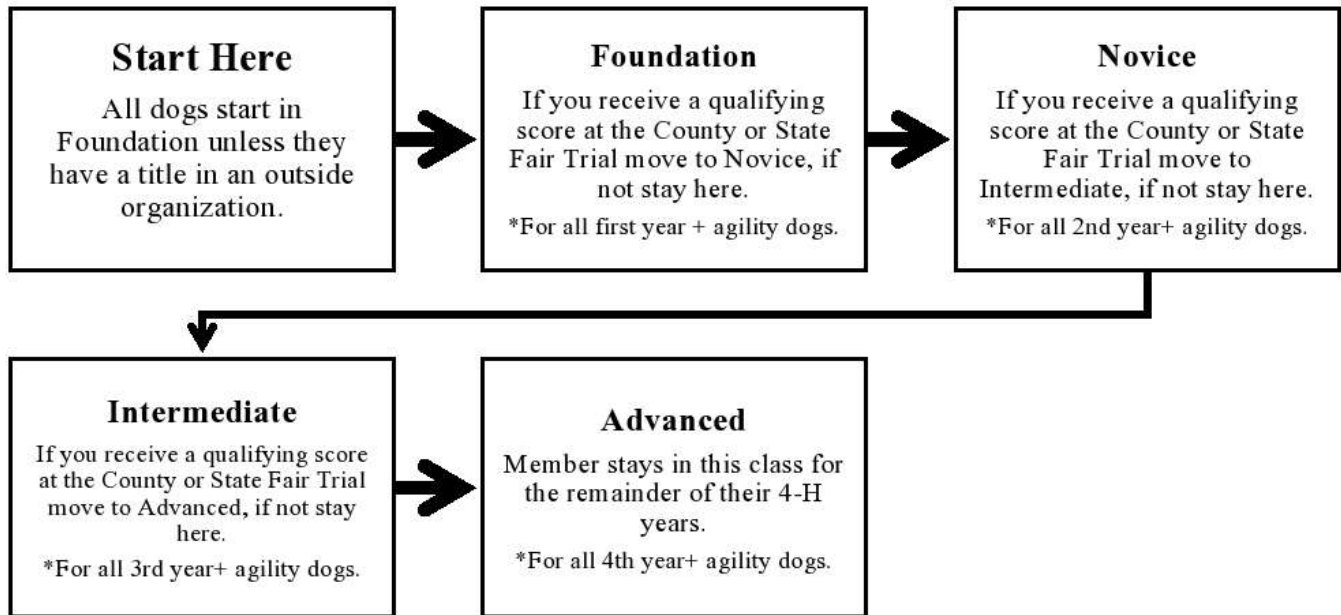 Start Here
All dogs start in
Foundation unless they
have a title in an outside
organization.
Foundation
If you receive a qualifying
score at the County or State
Fair Trial move to Novice, if
not stay here.
*For all first year + agility dogs.
Novice
If you receive a qualifying
score at the County or State
Fair Trial move to
Intermediate, if not stay here.
*For all 2nd year+ agility dogs.
Intermediate
If you receive a qualifying score
at the County or State Fair Trial
move to Advanced, if not stay
here.
*For all 3rd year+ agility dogs.
Advanced
Member stays in this class for
the remainder of their 4-H
years.
*For all 4th year+ agility dogs.